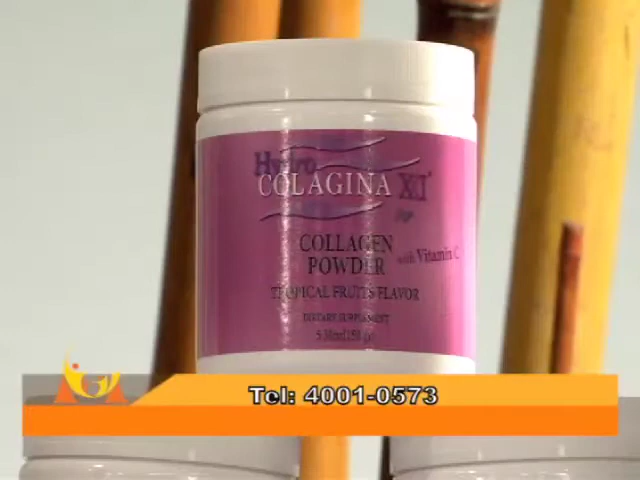 Hydro
COLAGINA XI
COLLAGEN
POWDER with Vitamin C
TROPICAL FRUITS FLAVOR
DIETARY SUPPLEMENT
Tel: 4001-0573